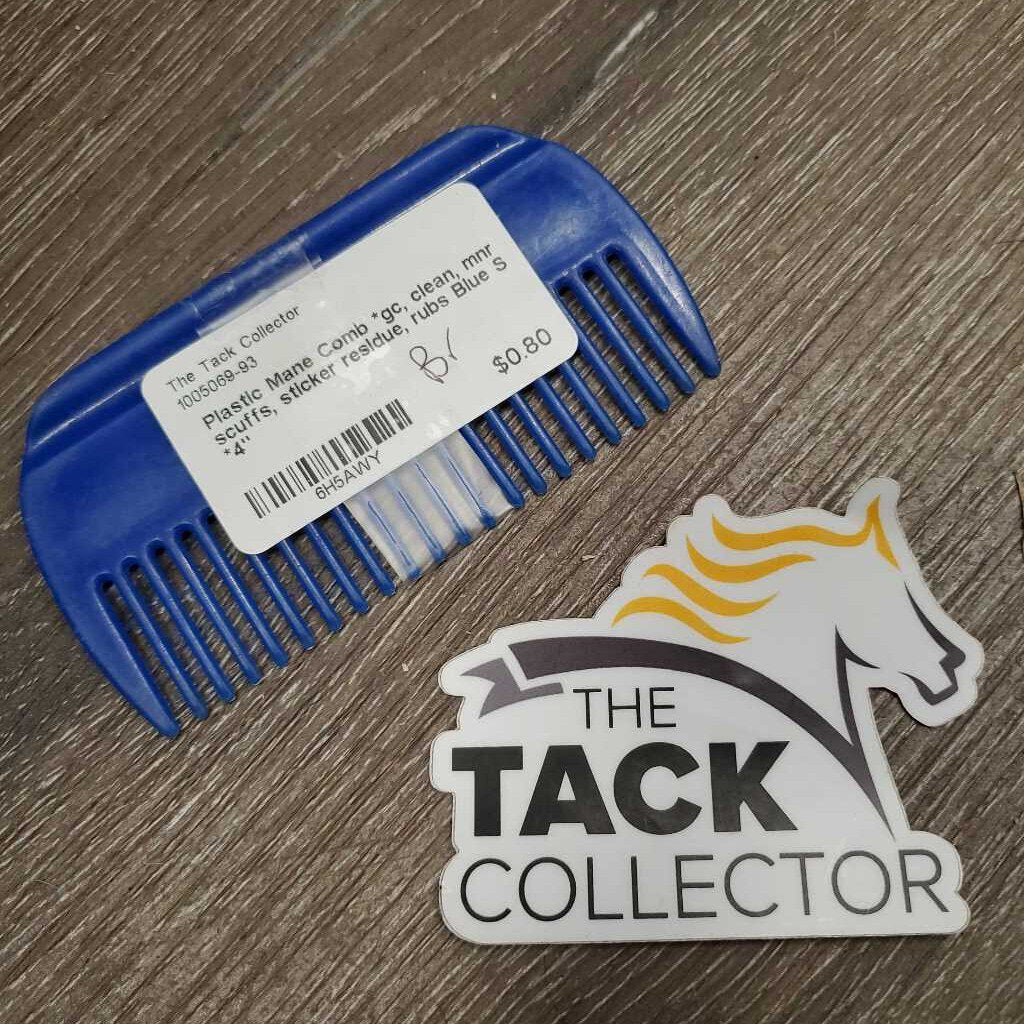 The Tack Collector
1005069-93
Plastic Mane Comb *gc, clean, mnr
scuffs, sticker residue, rubs Blue S
*4"
Br
$0.80
6H5AWY
THE
TACK
COLLECTOR